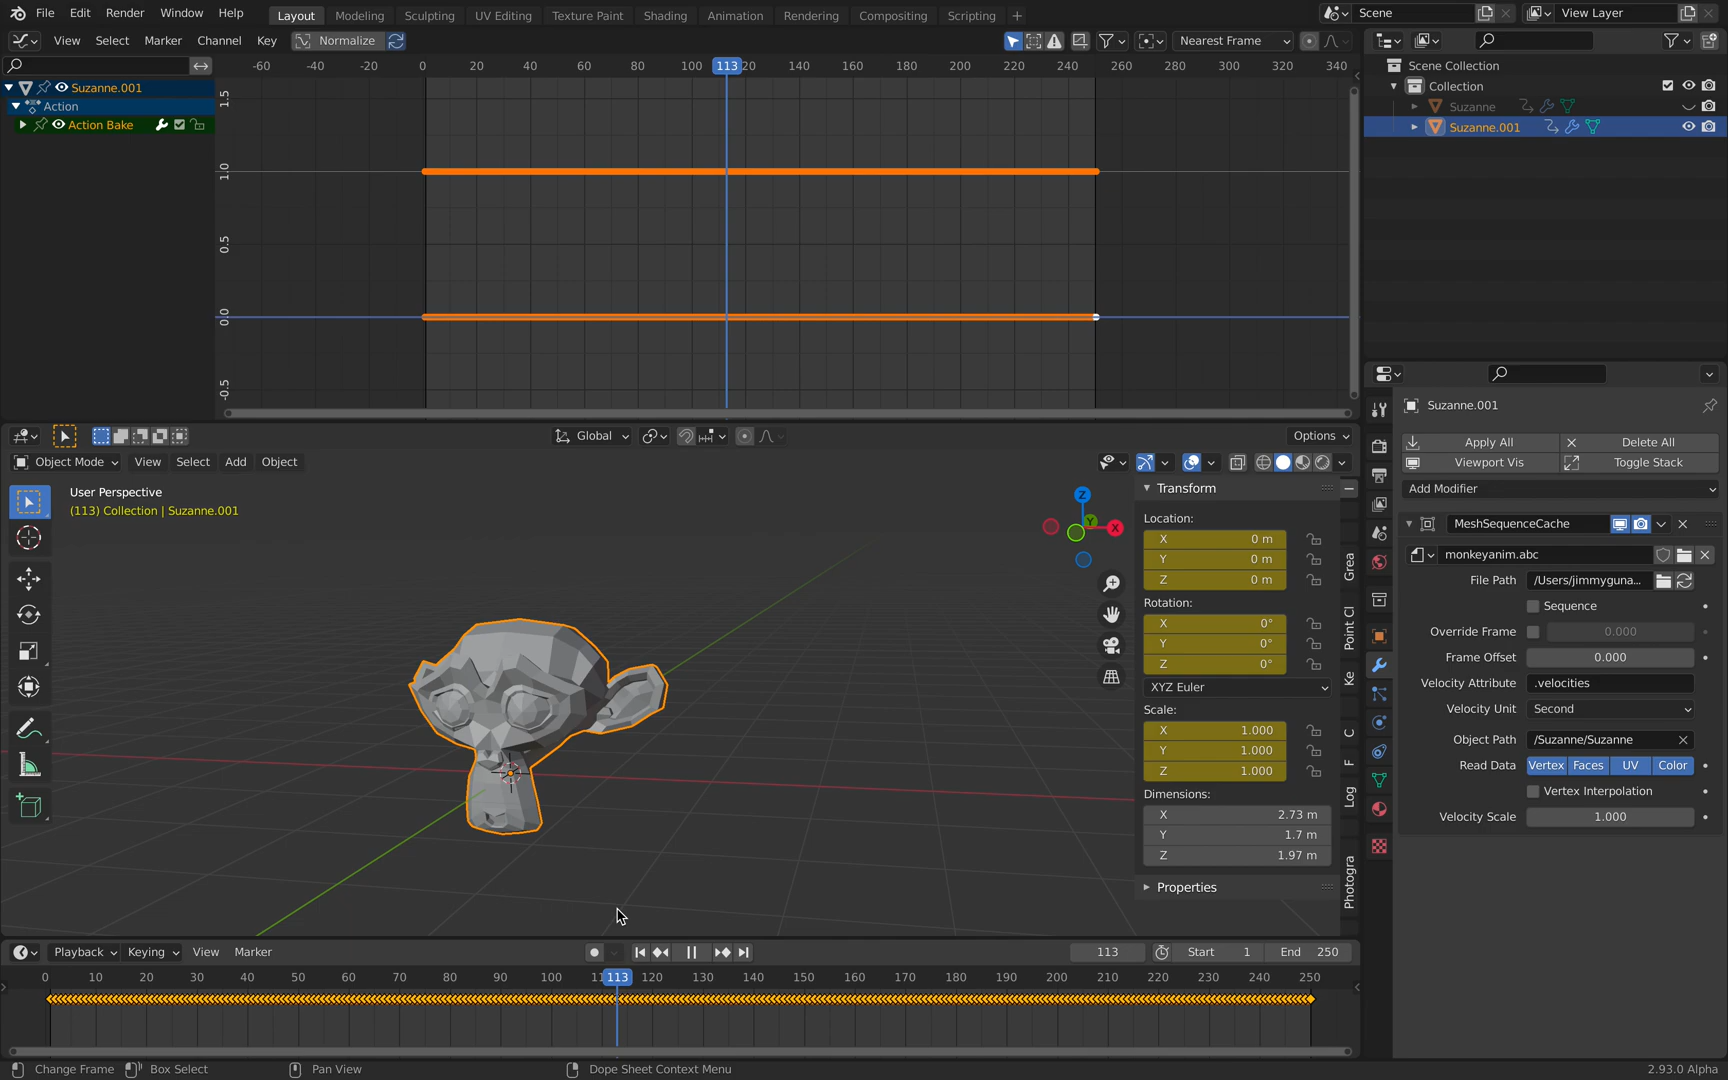 File Edit Render Window Help Layout Modeling Sculpting UV Editing Texture Paint Shading Animation Rendering Compositing Scripting + Scene View Layer
View Select Marker Channel Key Normalize Nearest Frame
-60 -40 -20 0 20 40 60 80 100 113 120 140 160 180 200 220 240 260 280 300 320 340
Scene Collection
Collection
Suzanne
Suzanne.001
Suzanne.001
Action
Action Bake
1.5
1.0
0.5
0.0
-0.5
Suzanne.001
Apply All Delete All
Viewport Vis Toggle Stack
Add Modifier
MeshSequenceCache
monkeyanim.abc
File Path /Users/jimmyguna...
Sequence
Override Frame 0.000
Frame Offset 0.000
Velocity Attribute .velocities
Velocity Unit Second
Object Path /Suzanne/Suzanne
Read Data Vertex Faces UV Color
Vertex Interpolation
Velocity Scale 1.000
Global Options
Object Mode View Select Add Object
User Perspective
(113) Collection | Suzanne.001
Z
Y
X
Transform
Location:
X 0 m
Y 0 m
Z 0 m
Rotation:
X 0°
Y 0°
Z 0°
XYZ Euler
Scale:
X 1.000
Y 1.000
Z 1.000
Dimensions:
X 2.73 m
Y 1.7 m
Z 1.97 m
Properties
Grea
Point Cl
Ke
C
F
Log
Photogra
Playback Keying View Marker 113 Start 1 End 250
0 10 20 30 40 50 60 70 80 90 100 113 120 130 140 150 160 170 180 190 200 210 220 230 240 250
Change Frame Box Select Pan View Dope Sheet Context Menu 2.93.0 Alpha